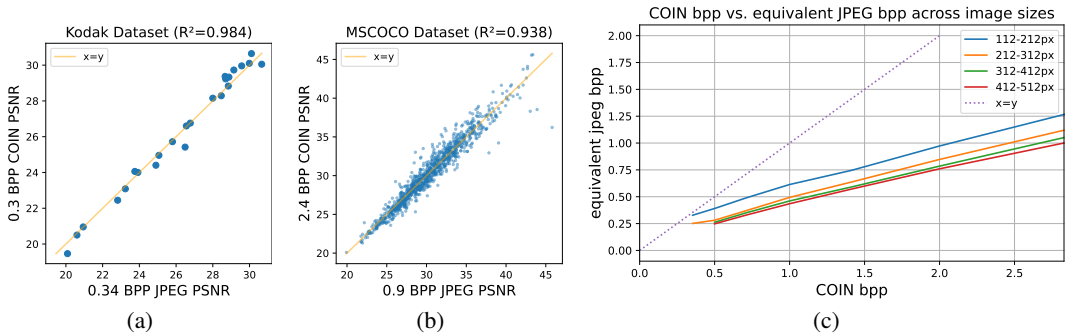 Kodak Dataset (R²=0.984)
x=y
30
28
26
24
22
20
0.3 BPP COIN PSNR
20 22 24 26 28 30
0.34 BPP JPEG PSNR
(a)
MSCOCO Dataset (R²=0.938)
x=y
45
40
35
30
25
20
2.4 BPP COIN PSNR
20 25 30 35 40 45
0.9 BPP JPEG PSNR
(b)
COIN bpp vs. equivalent JPEG bpp across image sizes
2.00
1.75
1.50
1.25
1.00
0.75
0.50
0.25
0.00
equivalent jpeg bpp
112-212px
212-312px
312-412px
412-512px
x=y
0.0 0.5 1.0 1.5 2.0 2.5
COIN bpp
(c)